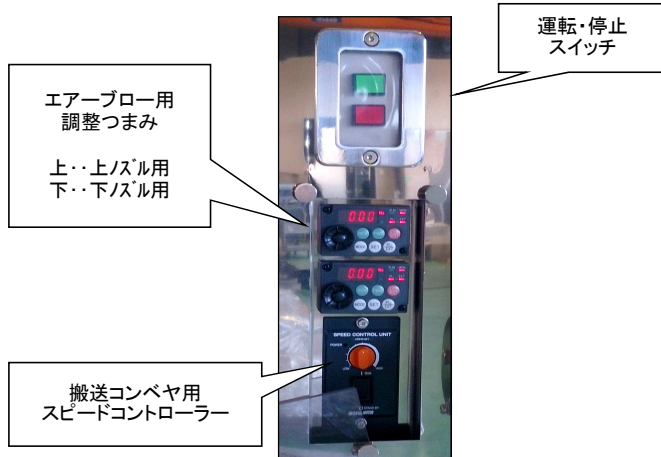 運転・停止
スイッチ
エアーブロー用
調整つまみ
上‥上ノズル用
下‥下ノズル用
0.00
0.00
SPEED CONTROL UNIT
POWER
LOW
HIGH
RUN
搬送コンベヤ用
スピードコントローラー